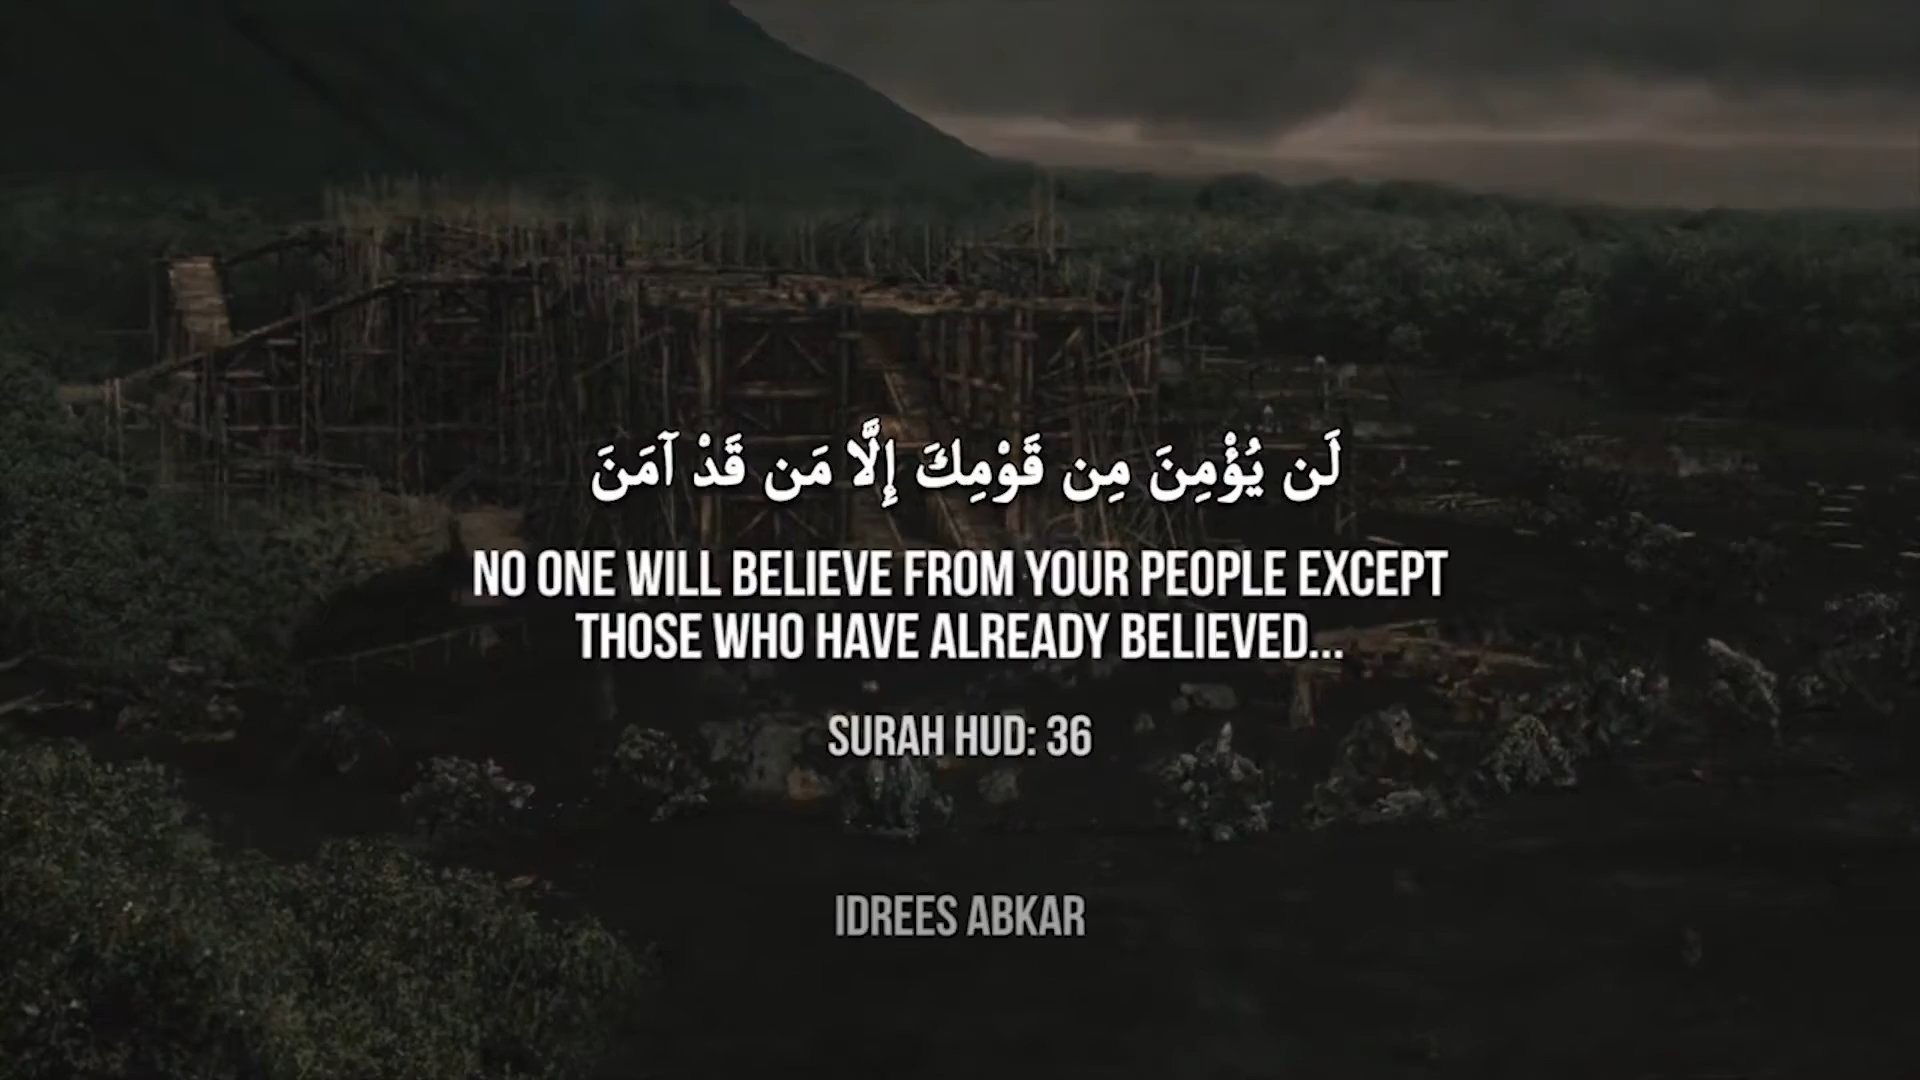 لَن يُؤْمِنَ مِن قَوْمِكَ إِلَّا مَن قَدْ آمَنَ
NO ONE WILL BELIEVE FROM YOUR PEOPLE EXCEPT
THOSE WHO HAVE ALREADY BELIEVED...
SURAH HUD: 36
IDREES ABKAR